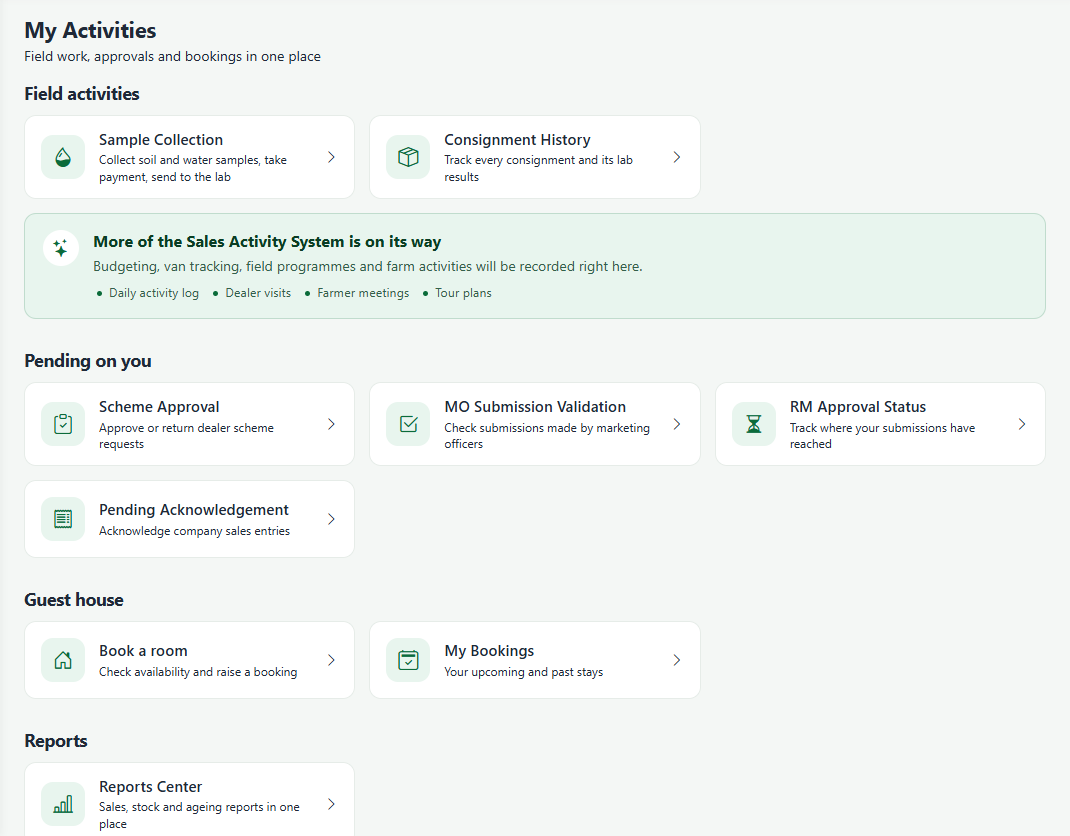 My Activities
Field work, approvals and bookings in one place
Field activities
Sample Collection
Collect soil and water samples, take
payment, send to the lab
Consignment History
Track every consignment and its lab
results
More of the Sales Activity System is on its way
Budgeting, van tracking, field programmes and farm activities will be recorded right here.
• Daily activity log • Dealer visits • Farmer meetings • Tour plans
Pending on you
Scheme Approval
Approve or return dealer scheme
requests
MO Submission Validation
Check submissions made by marketing
officers
RM Approval Status
Track where your submissions have
reached
Pending Acknowledgement
Acknowledge company sales entries
Guest house
Book a room
Check availability and raise a booking
My Bookings
Your upcoming and past stays
Reports
Reports Center
Sales, stock and ageing reports in one
place